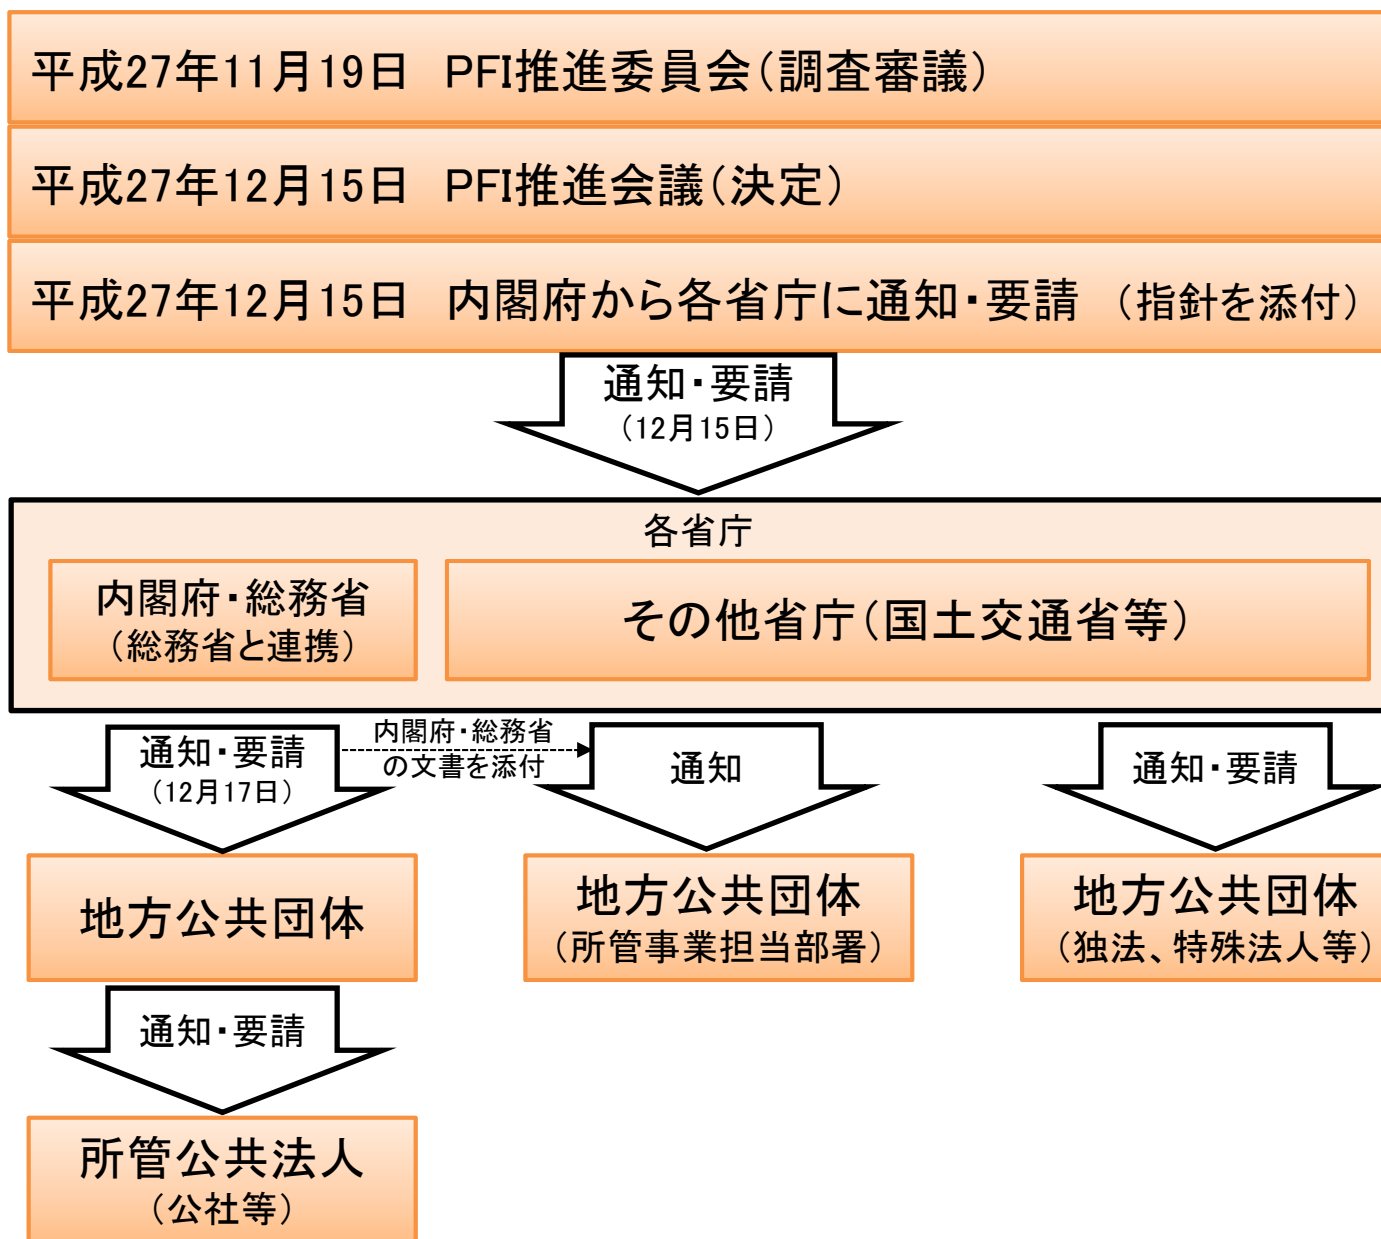 平成27年11月19日　PFI推進委員会（調査審議）
平成27年12月15日　PFI推進会議（決定）
平成27年12月15日　内閣府から各省庁に通知・要請　（指針を添付）
通知・要請
（12月15日）
各省庁
内閣府・総務省
（総務省と連携）
その他省庁（国土交通省等）
通知・要請
（12月17日）
内閣府・総務省
の文書を添付
通知
通知・要請
地方公共団体
地方公共団体
（所管事業担当部署）
地方公共団体
（独法、特殊法人等）
通知・要請
所管公共法人
（公社等）